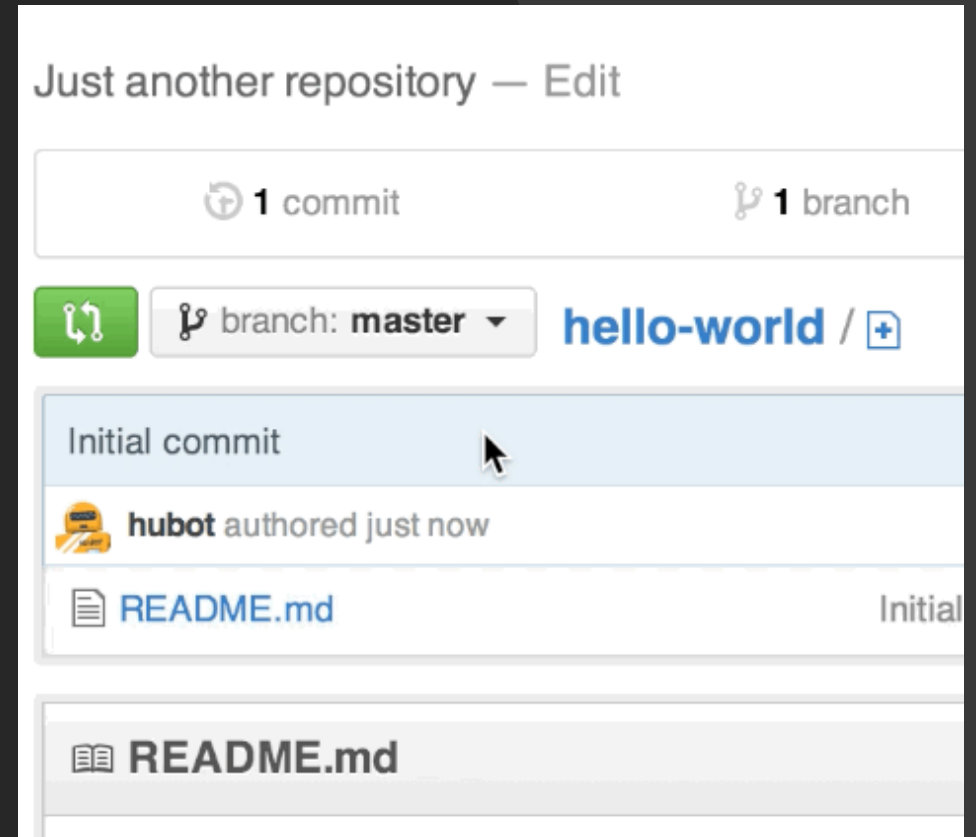 Just another repository — Edit
1 commit 1 branch
branch: master hello-world /
Initial commit
hubot authored just now
README.md Initial
README.md